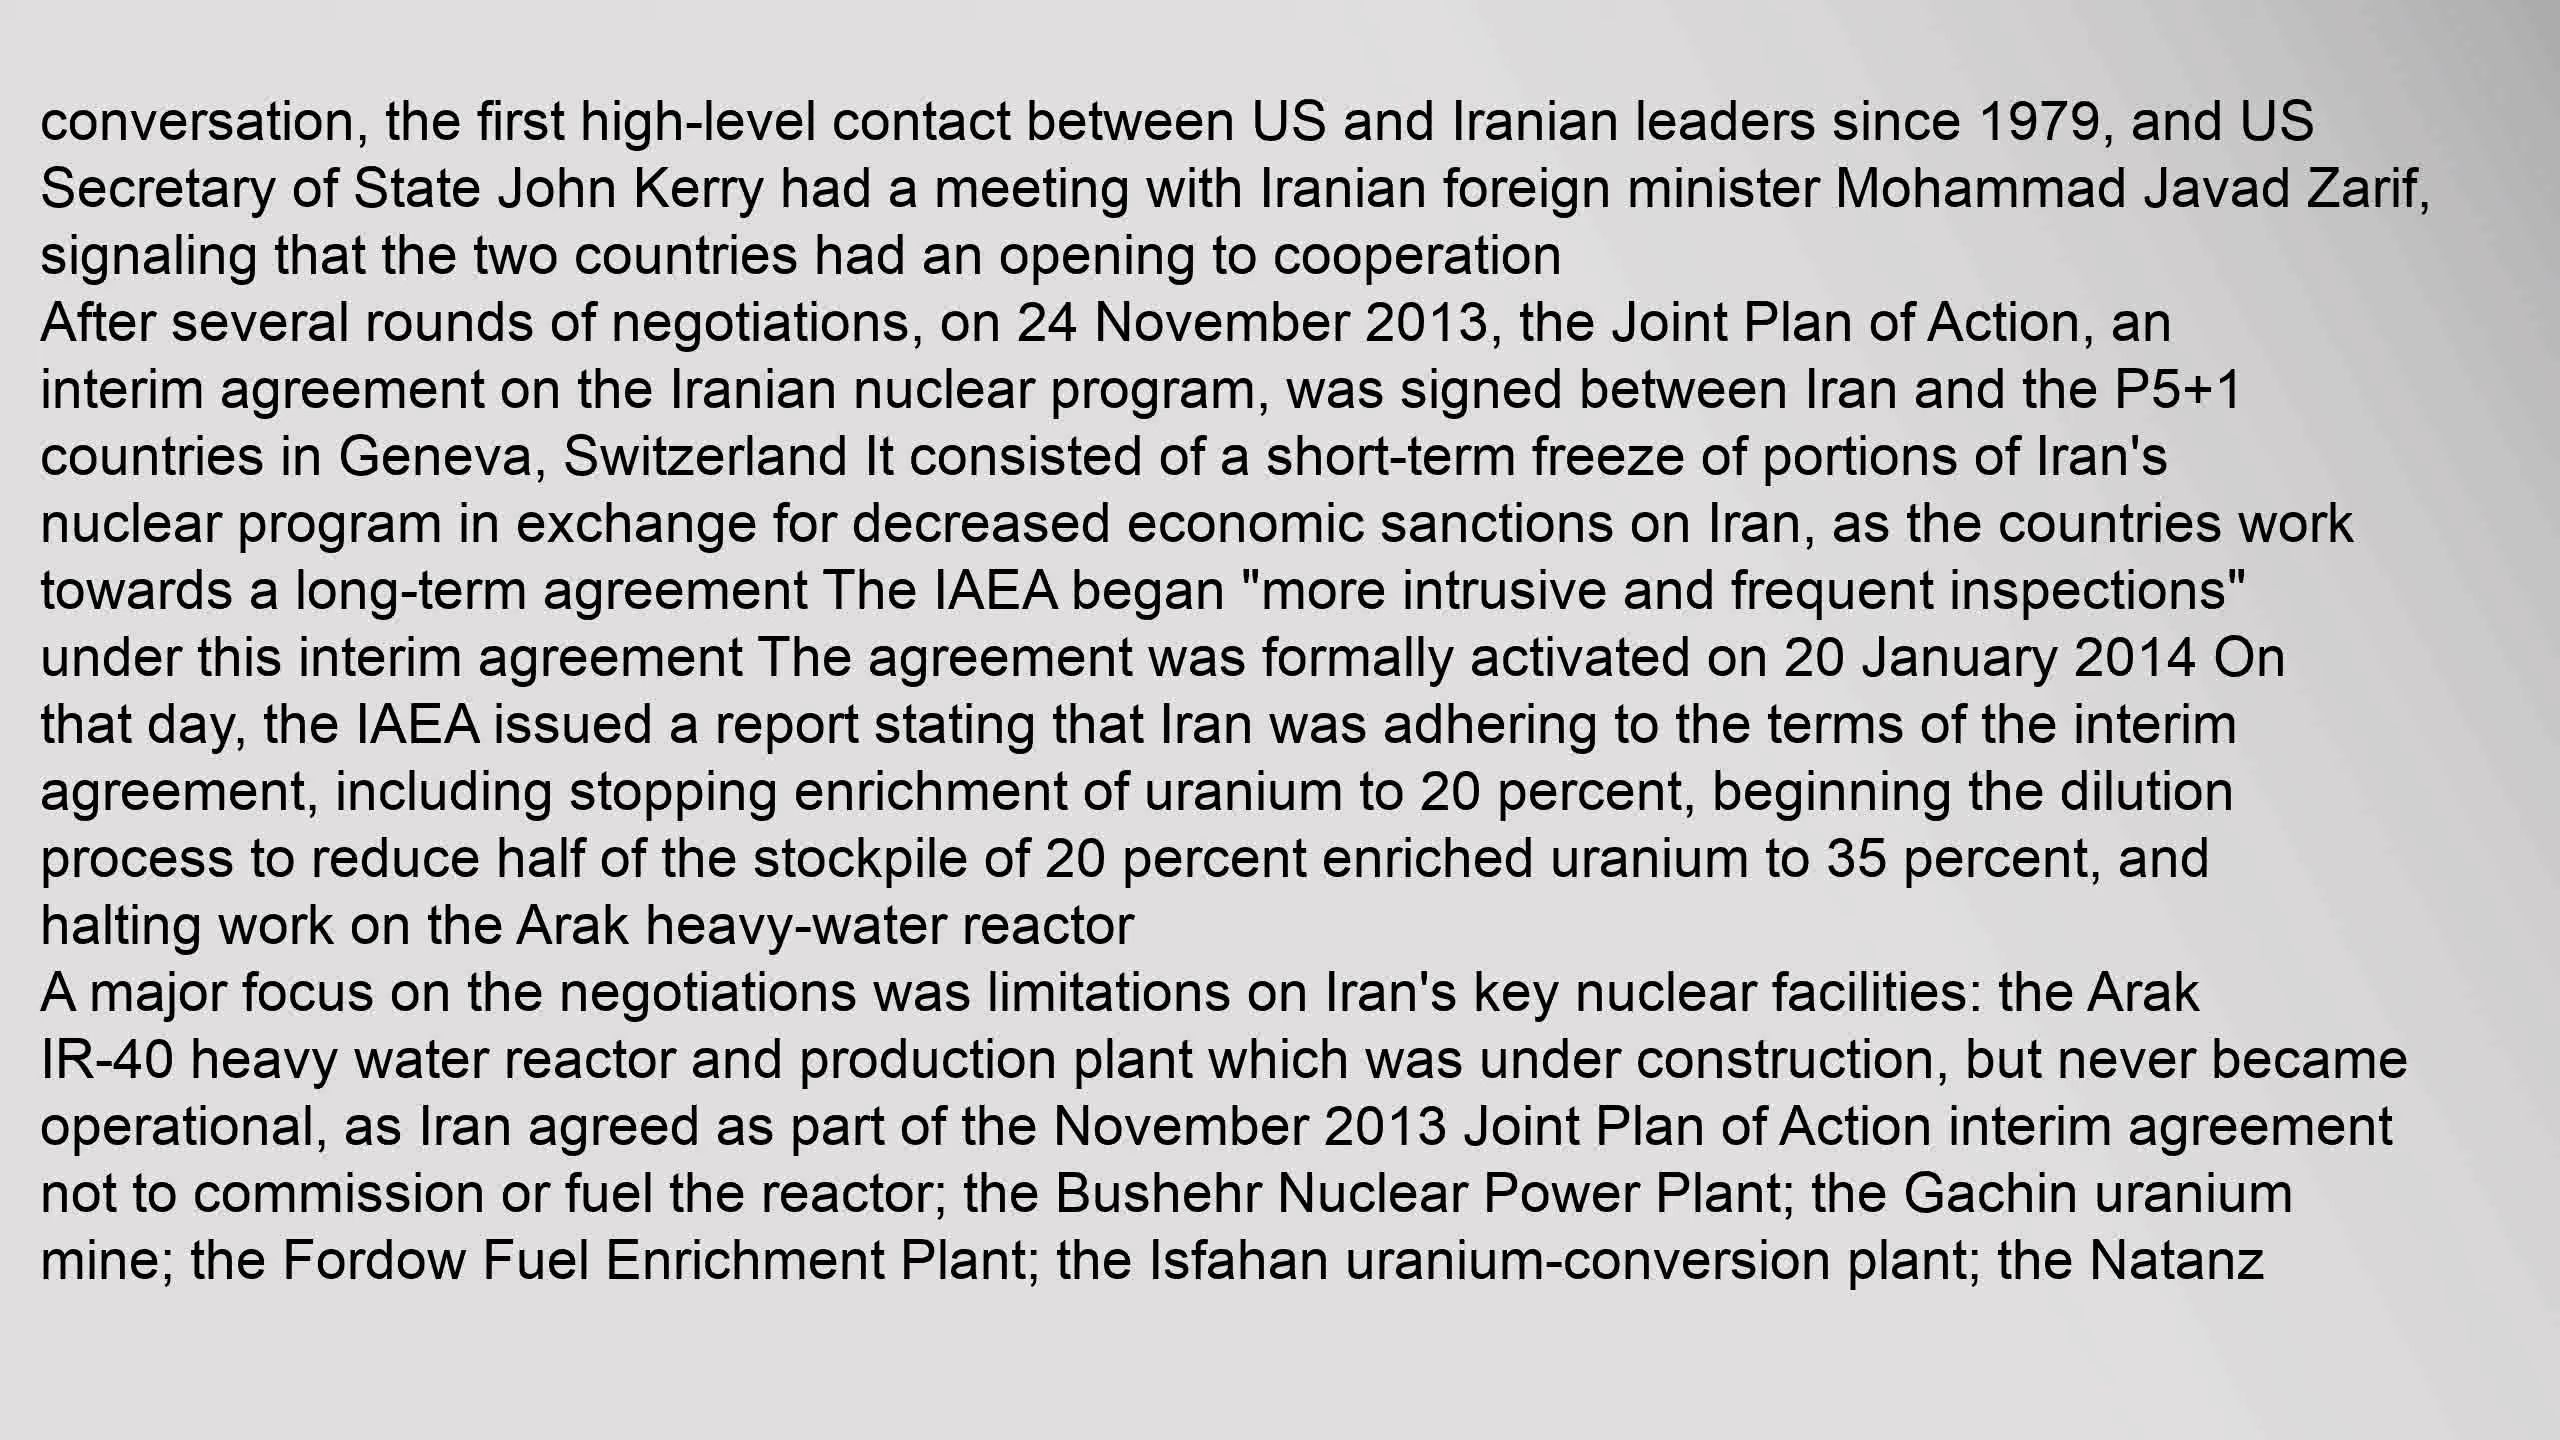 conversation, the first high-level contact between US and Iranian leaders since 1979, and US
Secretary of State John Kerry had a meeting with Iranian foreign minister Mohammad Javad Zarif,
signaling that the two countries had an opening to cooperation
After several rounds of negotiations, on 24 November 2013, the Joint Plan of Action, an
interim agreement on the Iranian nuclear program, was signed between Iran and the P5+1
countries in Geneva, Switzerland It consisted of a short-term freeze of portions of Iran's
nuclear program in exchange for decreased economic sanctions on Iran, as the countries work
towards a long-term agreement The IAEA began "more intrusive and frequent inspections"
under this interim agreement The agreement was formally activated on 20 January 2014 On
that day, the IAEA issued a report stating that Iran was adhering to the terms of the interim
agreement, including stopping enrichment of uranium to 20 percent, beginning the dilution
process to reduce half of the stockpile of 20 percent enriched uranium to 35 percent, and
halting work on the Arak heavy-water reactor
A major focus on the negotiations was limitations on Iran's key nuclear facilities: the Arak
IR-40 heavy water reactor and production plant which was under construction, but never became
operational, as Iran agreed as part of the November 2013 Joint Plan of Action interim agreement
not to commission or fuel the reactor; the Bushehr Nuclear Power Plant; the Gachin uranium
mine; the Fordow Fuel Enrichment Plant; the Isfahan uranium-conversion plant; the Natanz